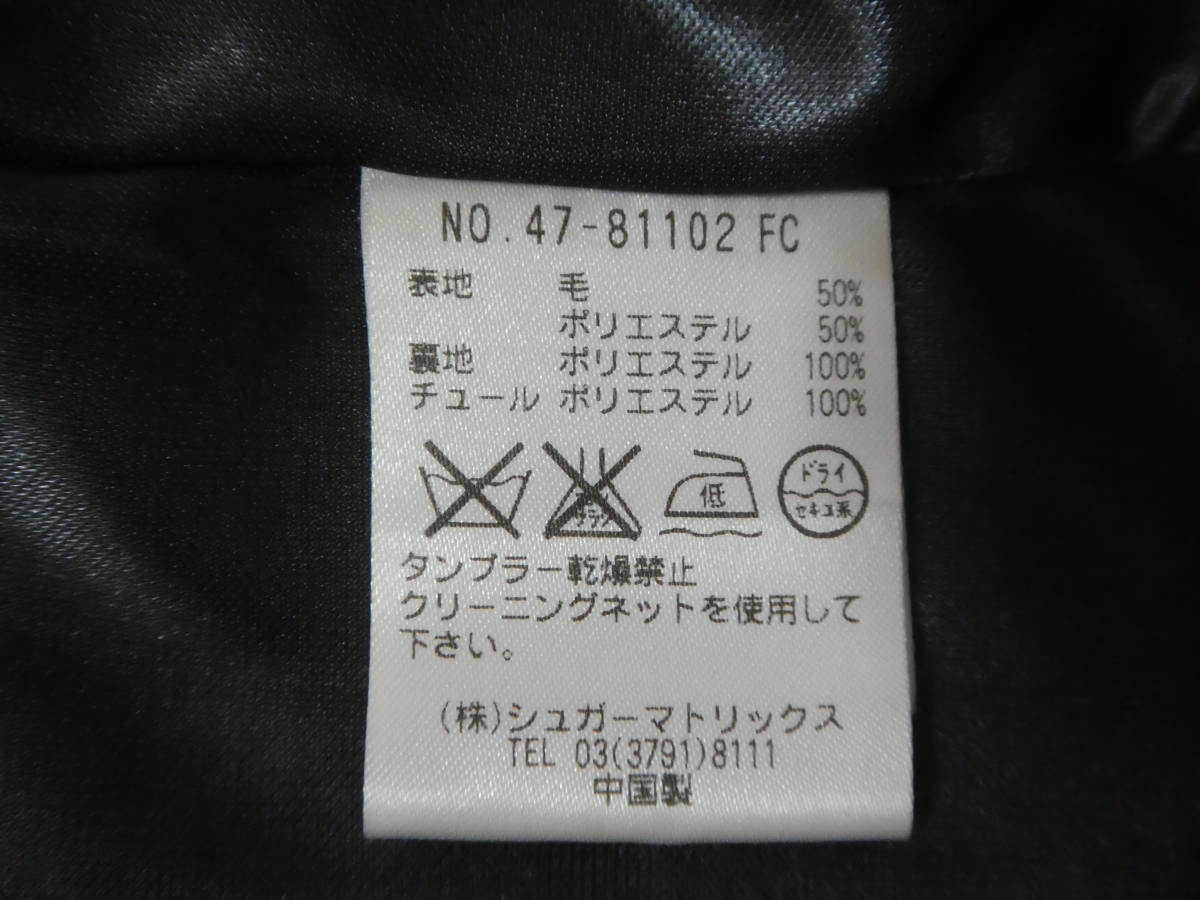 NO.47-81102 FC
表地 毛 50%
ポリエステル 50%
裏地 ポリエステル 100%
チュール ポリエステル 100%
サラシ 低 ドライ
セキユ系
タンブラー乾燥禁止
クリーニングネットを使用して
下さい。
(株)シュガーマトリックス
TEL 03(3791)8111
中国製